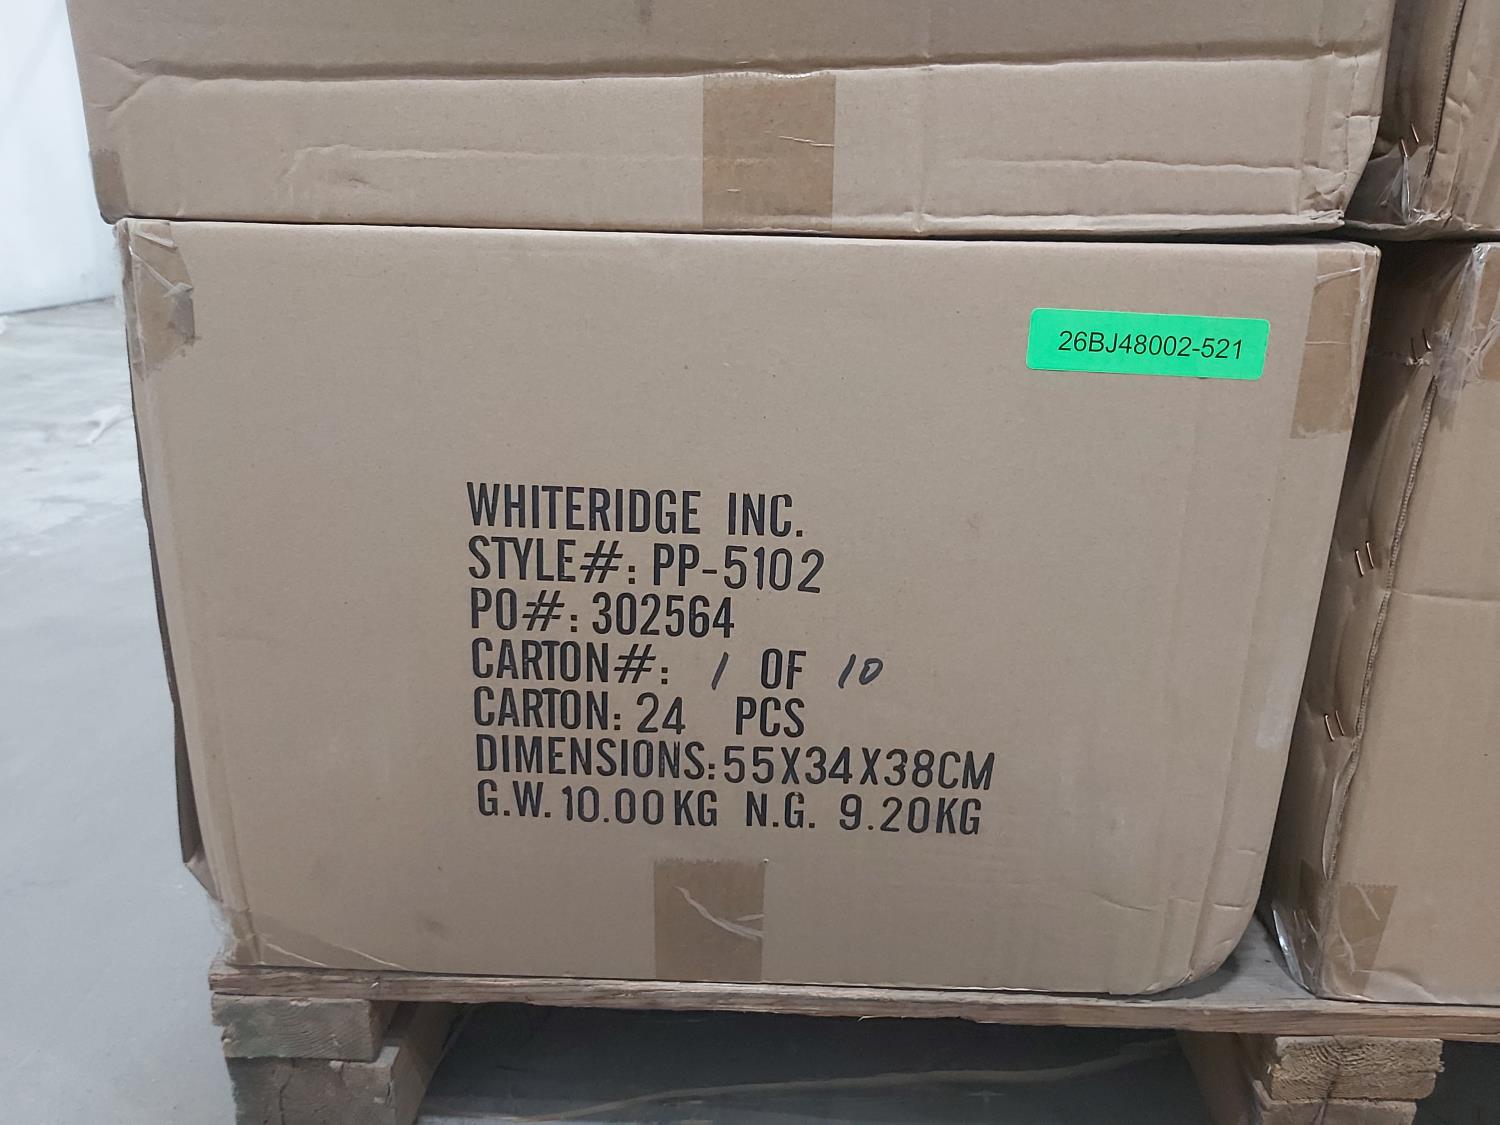 26BJ48002-521
WHITERIDGE INC.
STYLE#: PP-5102
PO#: 302564
CARTON#: 1 OF 10
CARTON: 24 PCS
DIMENSIONS: 55X34X38CM
G.W. 10.00KG N.G. 9.20KG